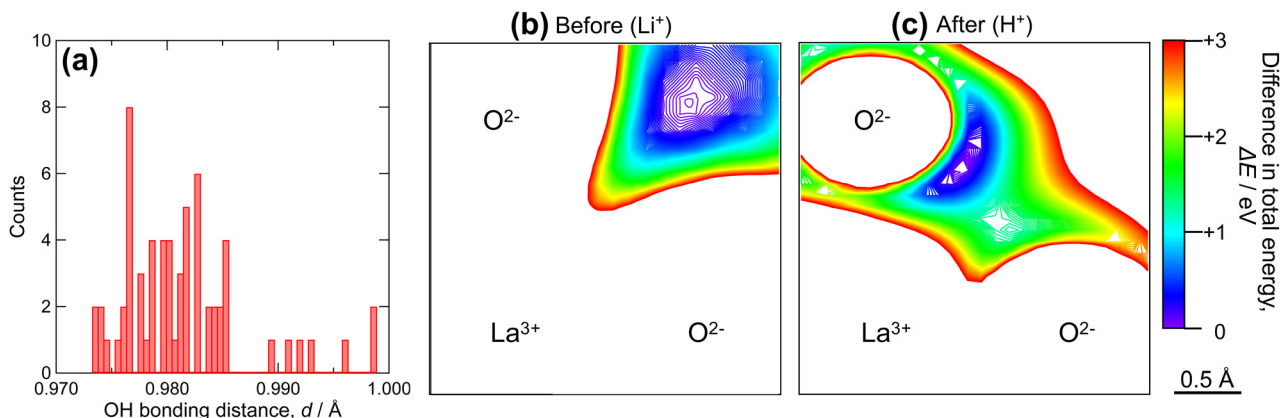 (a)
10
8
6
4
2
0
Counts
0.970
0.980
0.990
1.000
OH bonding distance, d / Å
(b) Before (Li⁺)
O²⁻
La³⁺
O²⁻
(c) After (H⁺)
O²⁻
La³⁺
O²⁻
+3
+2
+1
0
Difference in total energy,
ΔE / eV
0.5 Å